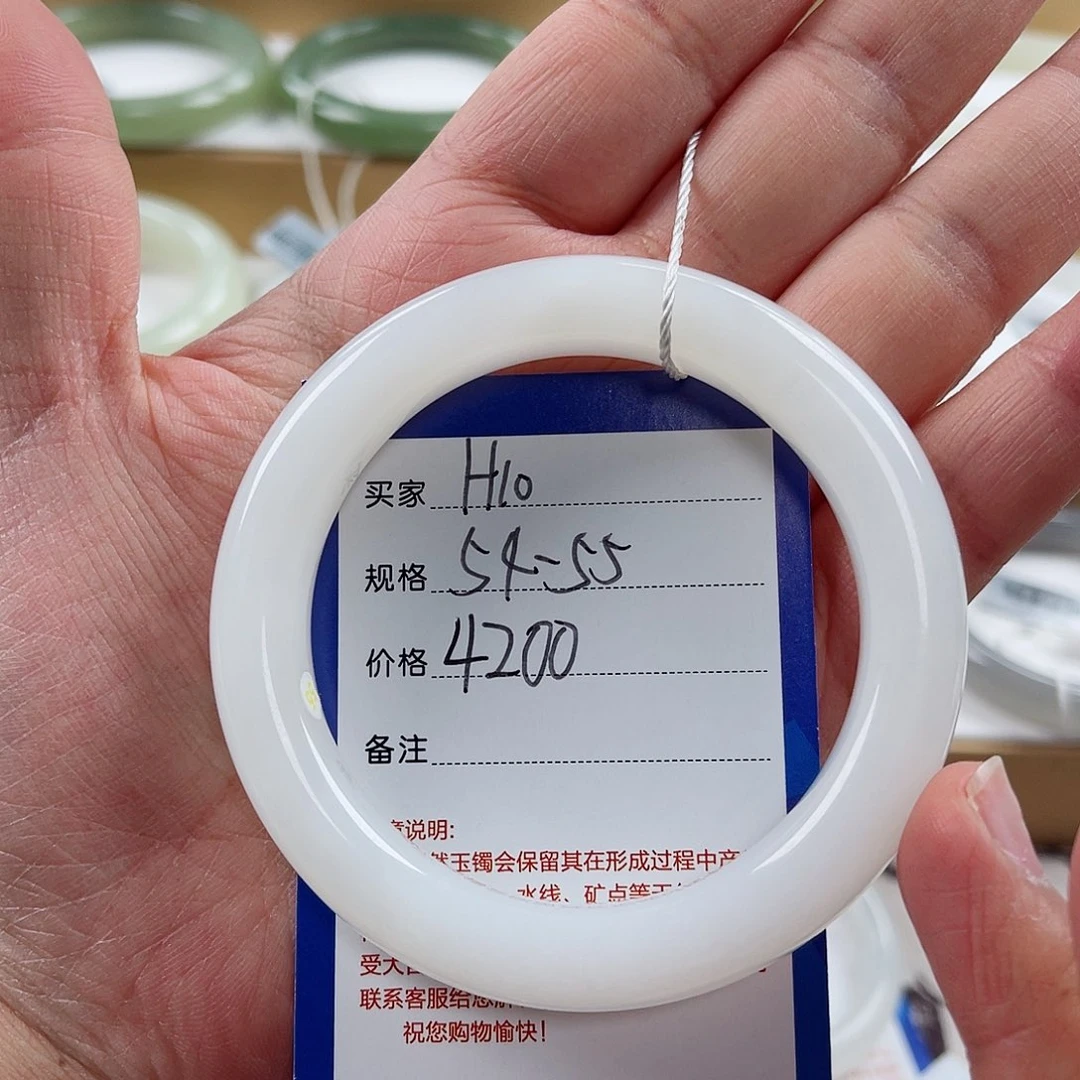 买家 H10
规格 54-55
价格 4200
备注
说明:
玉镯会保留其在形成过程中
水线、矿点等
受
联系客服给您
祝您购物愉快!